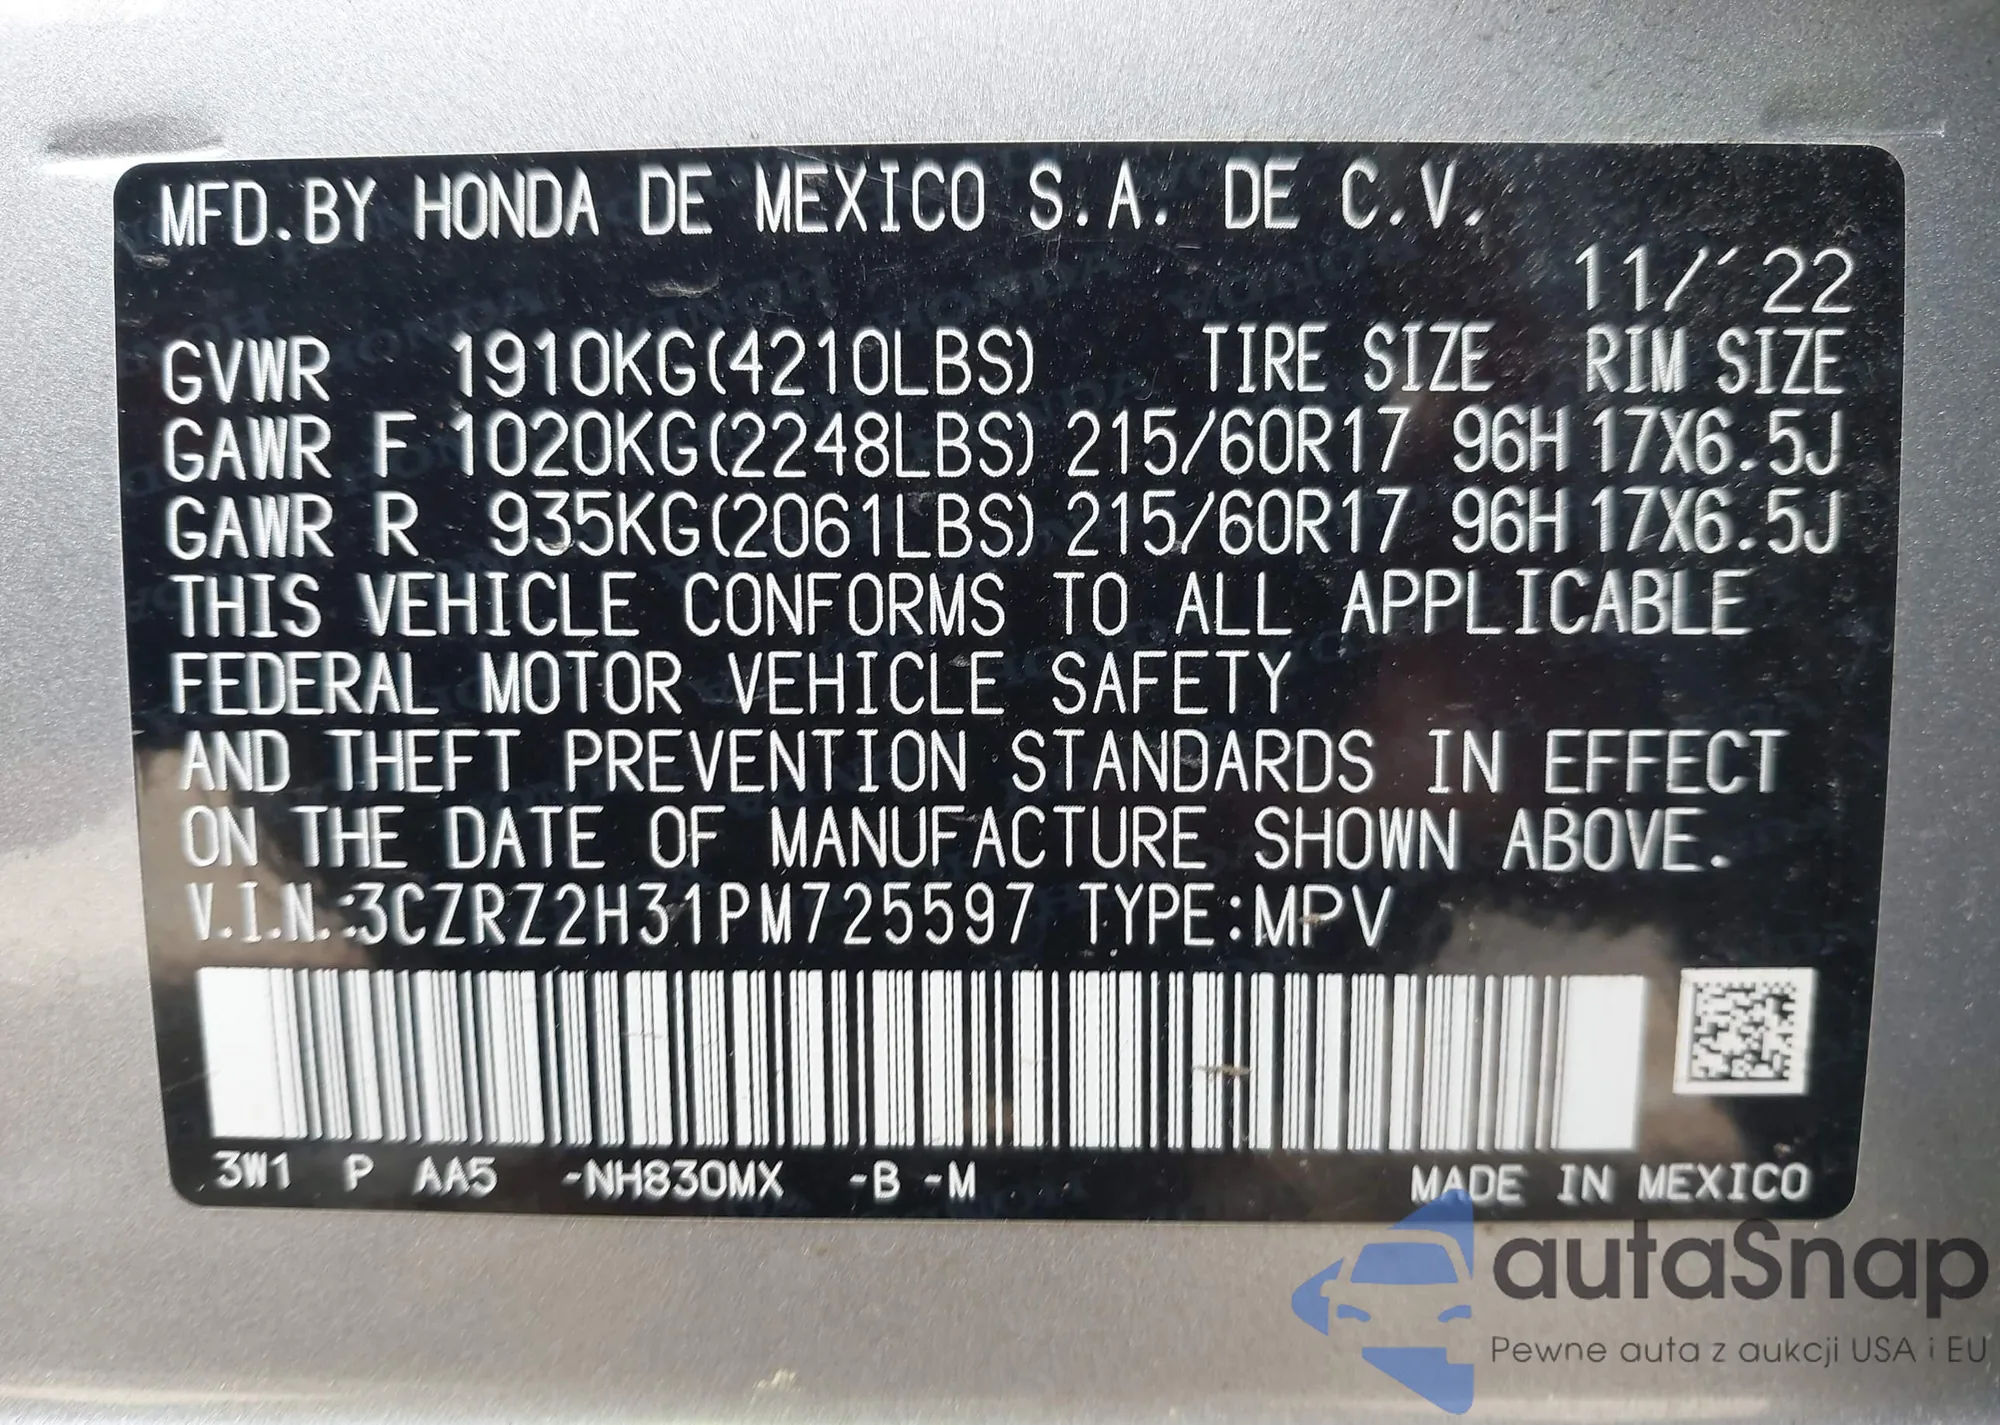 MFD.BY HONDA DE MEXICO S.A. DE C.V.
11/'22
GVWR 1910KG(4210LBS) TIRE SIZE RIM SIZE
GAWR F 1020KG(2248LBS) 215/60R17 96H 17X6.5J
GAWR R 935KG(2061LBS) 215/60R17 96H 17X6.5J
THIS VEHICLE CONFORMS TO ALL APPLICABLE
FEDERAL MOTOR VEHICLE SAFETY
AND THEFT PREVENTION STANDARDS IN EFFECT
ON THE DATE OF MANUFACTURE SHOWN ABOVE.
V.I.N.:3CZRZ2H31PM725597 TYPE:MPV
3W1 P AA5 -NH830MX -B -M MADE IN MEXICO
autaSnap
Pewne auta z aukcji USA i EU